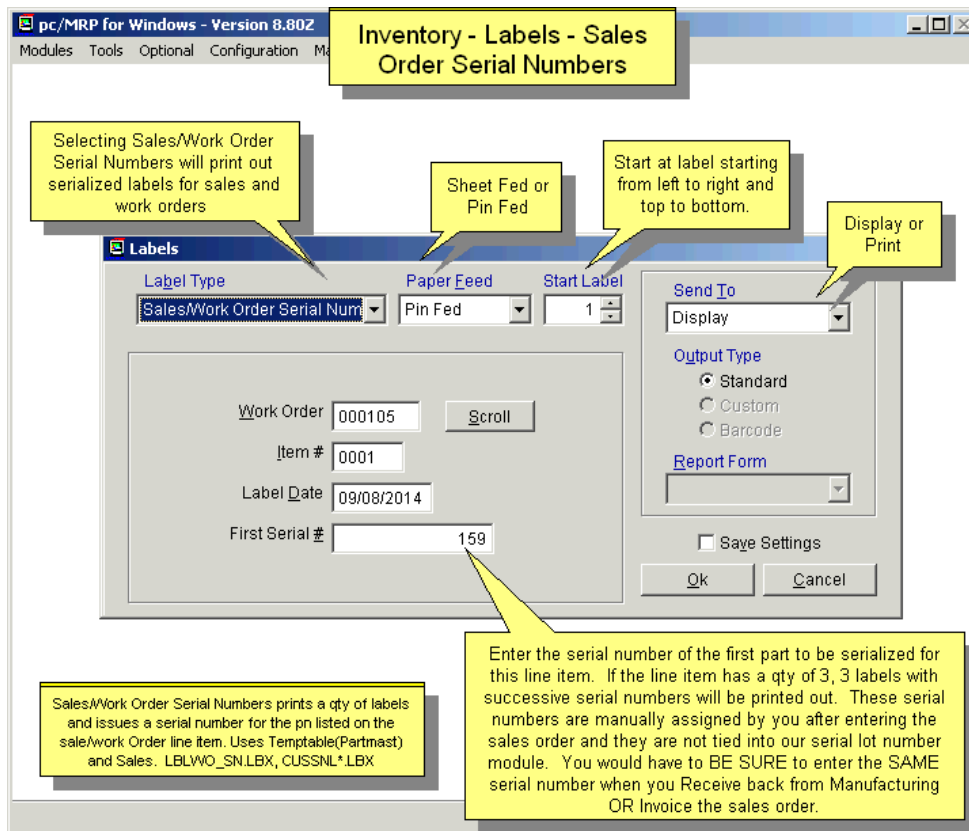 pc/MRP for Windows - Version 8.80Z
Modules Tools Optional Configuration
Inventory - Labels - Sales
Order Serial Numbers
Selecting Sales/Work Order
Serial Numbers will print out
serialized labels for sales and
work orders
Sheet Fed or
Pin Fed
Start at label starting
from left to right and
top to bottom.
Display or
Print
Labels
Label Type
Paper Feed
Start Label
Send To
Sales/Work Order Serial Num
Pin Fed
1
Display
Output Type
Standard
Custom
Barcode
Report Form
Work Order 000105 Scroll
Item # 0001
Label Date 09/08/2014
First Serial # 159
Save Settings
Ok Cancel
Enter the serial number of the first part to be serialized for
this line item. If the line item has a qty of 3, 3 labels with
successive serial numbers will be printed out. These serial
numbers are manually assigned by you after entering the
sales order and they are not tied into our serial lot number
module. You would have to BE SURE to enter the SAME
serial number when you Receive back from Manufacturing
OR Invoice the sales order.
Sales/Work Order Serial Numbers prints a qty of labels
and issues a serial number for the pn listed on the
sale/work Order line item. Uses Temptable(Partmast)
and Sales. LBLWO_SN.LBX, CUSSNL*.LBX